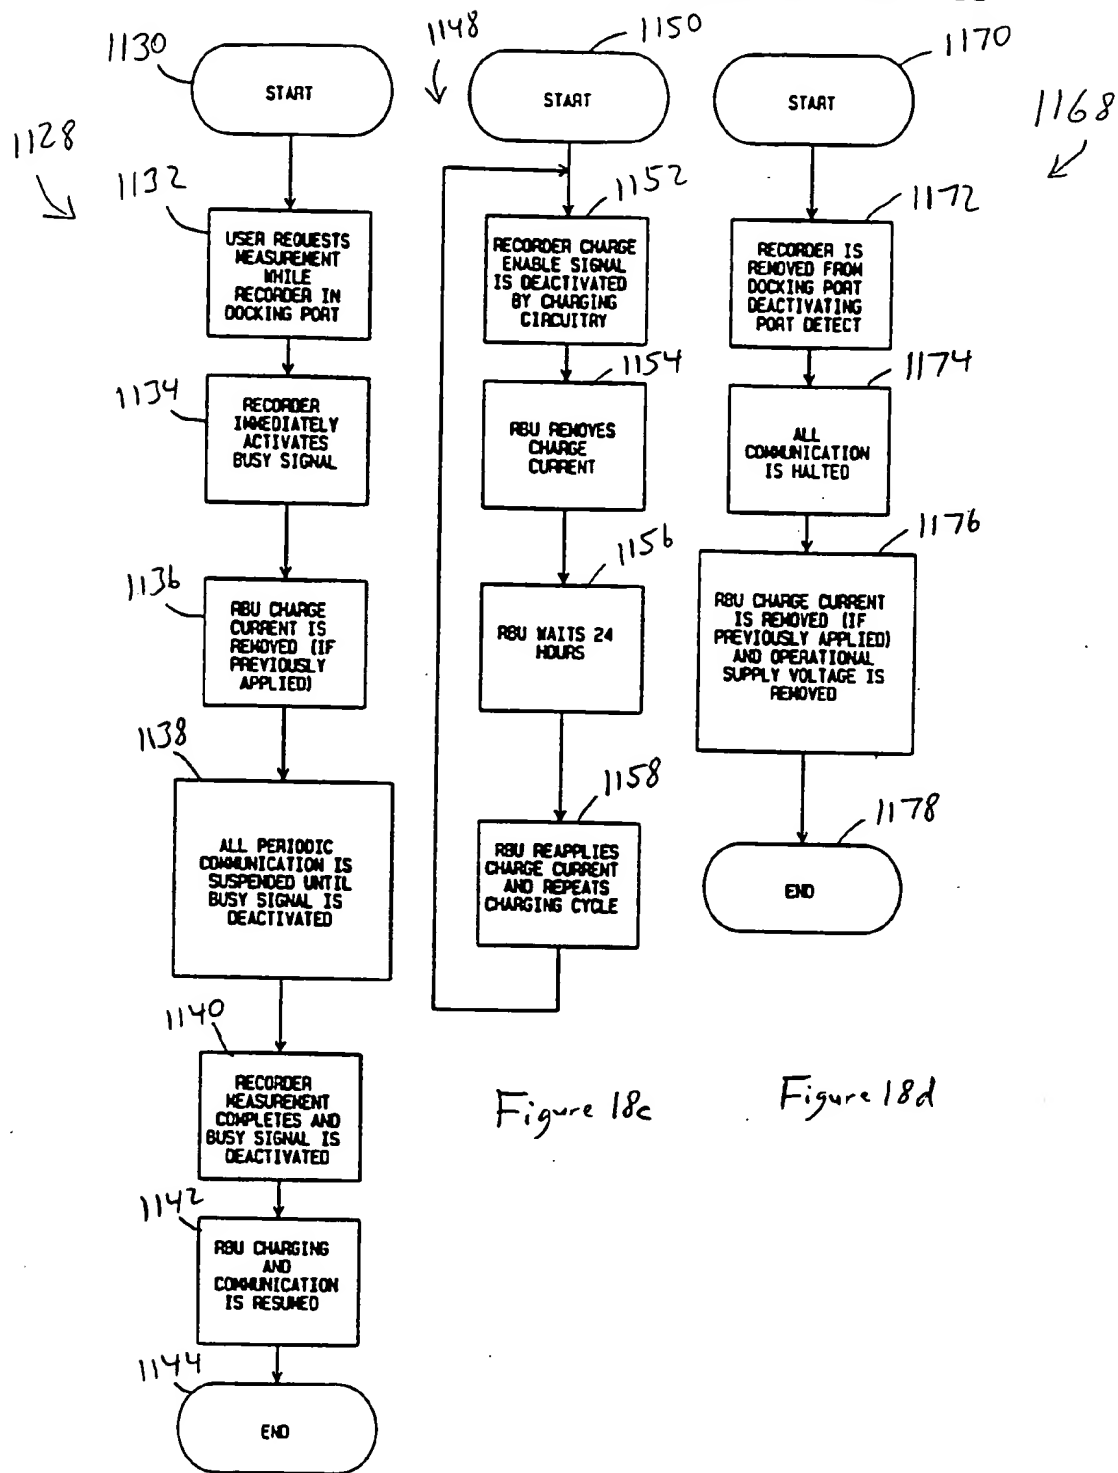 1128
1130
START
1132
USER REQUESTS
MEASUREMENT
WHILE
RECORDER IN
DOCKING PORT
1134
RECORDER
IMMEDIATELY
ACTIVATES
BUSY SIGNAL
1136
RBU CHARGE
CURRENT IS
REMOVED (IF
PREVIOUSLY
APPLIED)
1138
ALL PERIODIC
COMMUNICATION IS
SUSPENDED UNTIL
BUSY SIGNAL IS
DEACTIVATED
1140
RECORDER
MEASUREMENT
COMPLETES AND
BUSY SIGNAL IS
DEACTIVATED
1142
RBU CHARGING
AND
COMMUNICATION
IS RESUMED
1144
END
1148
1150
START
1152
RECORDER CHARGE
ENABLE SIGNAL
IS DEACTIVATED
BY CHARGING
CIRCUITRY
1154
RBU REMOVES
CHARGE
CURRENT
1156
RBU WAITS 24
HOURS
1158
RBU REAPPLIES
CHARGE CURRENT
AND REPEATS
CHARGING CYCLE
Figure 18c
1168
1170
START
1172
RECORDER IS
REMOVED FROM
DOCKING PORT
DEACTIVATING
PORT DETECT
1174
ALL
COMMUNICATION
IS HALTED
1176
RBU CHARGE CURRENT
IS REMOVED (IF
PREVIOUSLY APPLIED)
AND OPERATIONAL
SUPPLY VOLTAGE IS
REMOVED
1178
END
Figure 18d